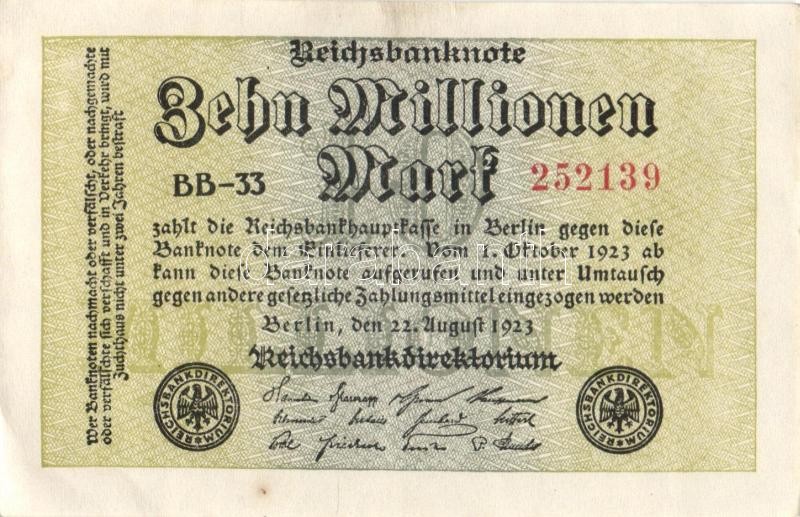 Reichsbanknote
Zehn Millionen
Mark
BB-33
252139
zahlt die Reichsbankhauptkasse in Berlin gegen diese
Banknote dem Einlieferer. Vom 1. Oktober 1923 ab
kann diese Banknote aufgerufen und unter Umtausch
gegen andere gesetzliche Zahlungsmittel eingezogen werden
Berlin, den 22. August 1923
Reichsbankdirektorium
REICHSBANKDIREKTORIUM
REICHSBANKDIREKTORIUM
Wer Banknoten nachmacht oder verfälscht, oder nachgemachte
oder verfälschte sich verschafft und in Verkehr bringt, wird mit
Zuchthaus nicht unter zwei Jahren bestraft